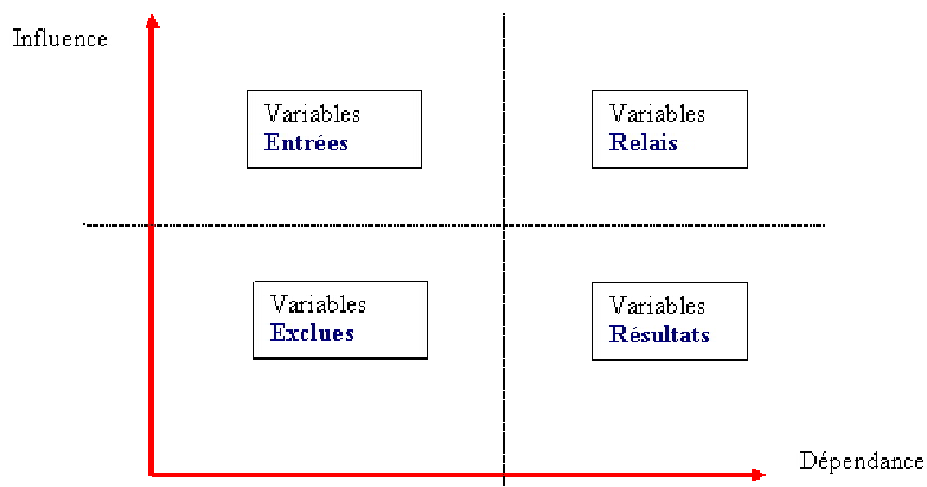 Influence
Variables
Entrées
Variables
Relais
Variables
Exclues
Variables
Résultats
Dépendance